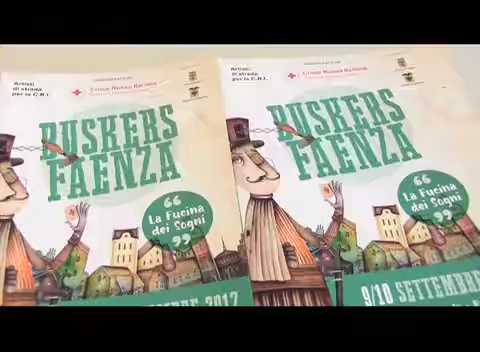 Artisti
di strada
per la C.R.I.
Croce Rossa Italiana
BUSKERS
FAENZA
La Fucina
dei Sogni
2017
Artisti
di strada
per la C.R.I.
Croce Rossa Italiana
BUSKERS
FAENZA
La Fucina
dei Sogni
9/10 SETTEMBRE